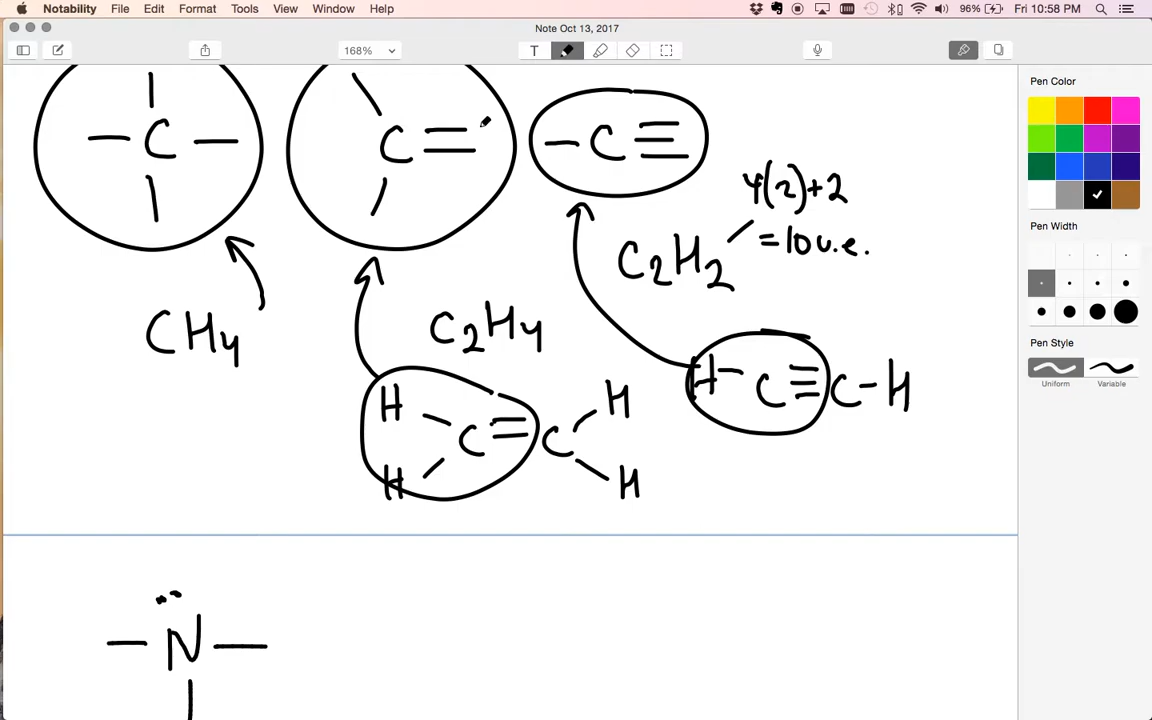 Notability File Edit Format Tools View Window Help
96% Fri 10:58 PM
Note Oct 13, 2017
168%
T
Pen Color
Pen Width
Pen Style
Uniform Variable
C
C
C
4(2)+2
=10 v.e.
C2H2
CH4
C2H4
H H
C=C
H H
H-C≡C-H
N